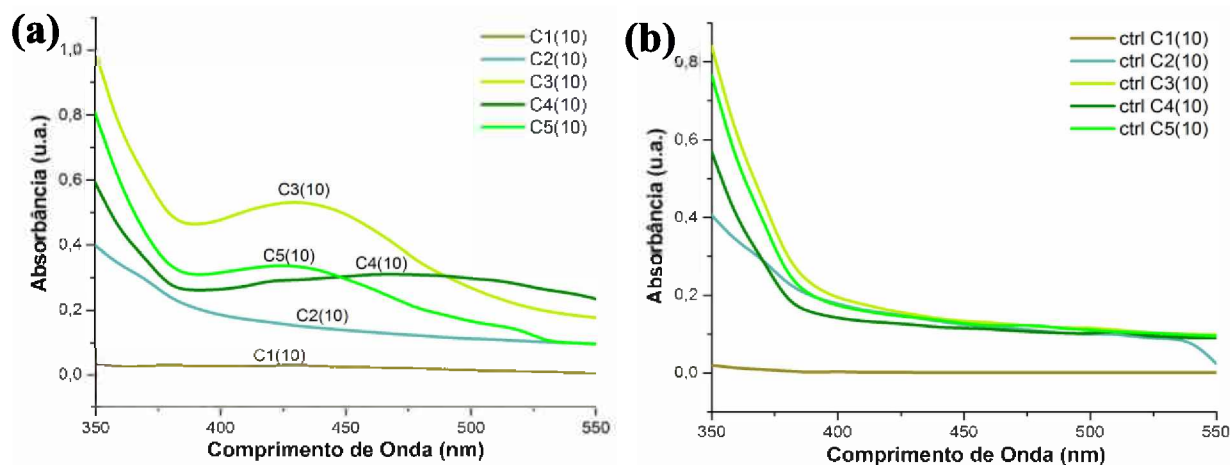 (a)
C1(10)
C2(10)
C3(10)
C4(10)
C5(10)
1,0
0,8
0,6
0,4
0,2
0,0
Absorbância (u.a.)
C3(10)
C5(10)
C4(10)
C2(10)
C1(10)
350
400
450
500
550
Comprimento de Onda (nm)
(b)
ctrl C1(10)
ctrl C2(10)
ctrl C3(10)
ctrl C4(10)
ctrl C5(10)
0,8
0,6
0,4
0,2
0,0
Absorbância (u.a.)
350
400
450
500
550
Comprimento de Onda (nm)